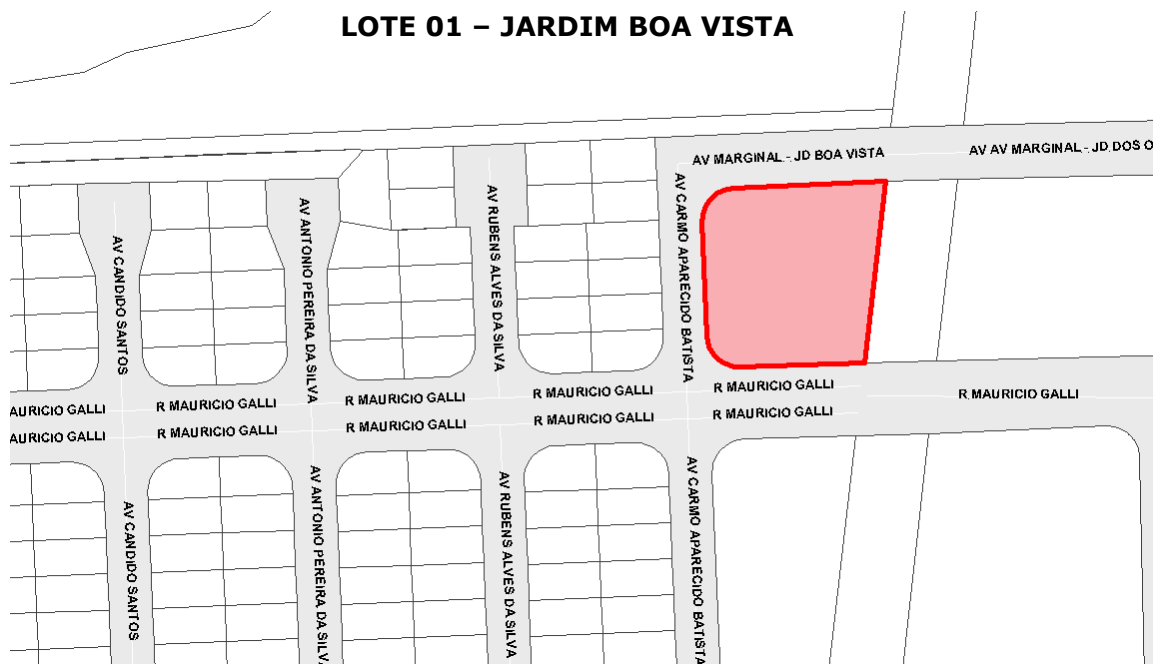 LOTE 01 – JARDIM BOA VISTA
AV MARGINAL - JD BOA VISTA
AV AV MARGINAL - JD DOS O
AV CANDIDO SANTOS
AV ANTONIO PEREIRA DA SILVA
AV RUBENS ALVES DA SILVA
AV CARMO APARECIDO BATISTA
AURICIO GALLI
R MAURICIO GALLI
R MAURICIO GALLI
R MAURICIO GALLI
R MAURICIO GALLI
R MAURICIO GALLI
AURICIO GALLI
R MAURICIO GALLI
R MAURICIO GALLI
R MAURICIO GALLI
R MAURICIO GALLI
AV CANDIDO SANTOS
AV ANTONIO PEREIRA DA SILV
AV RUBENS ALVES DA SILVA
AV CARMO APARECIDO BATISTA